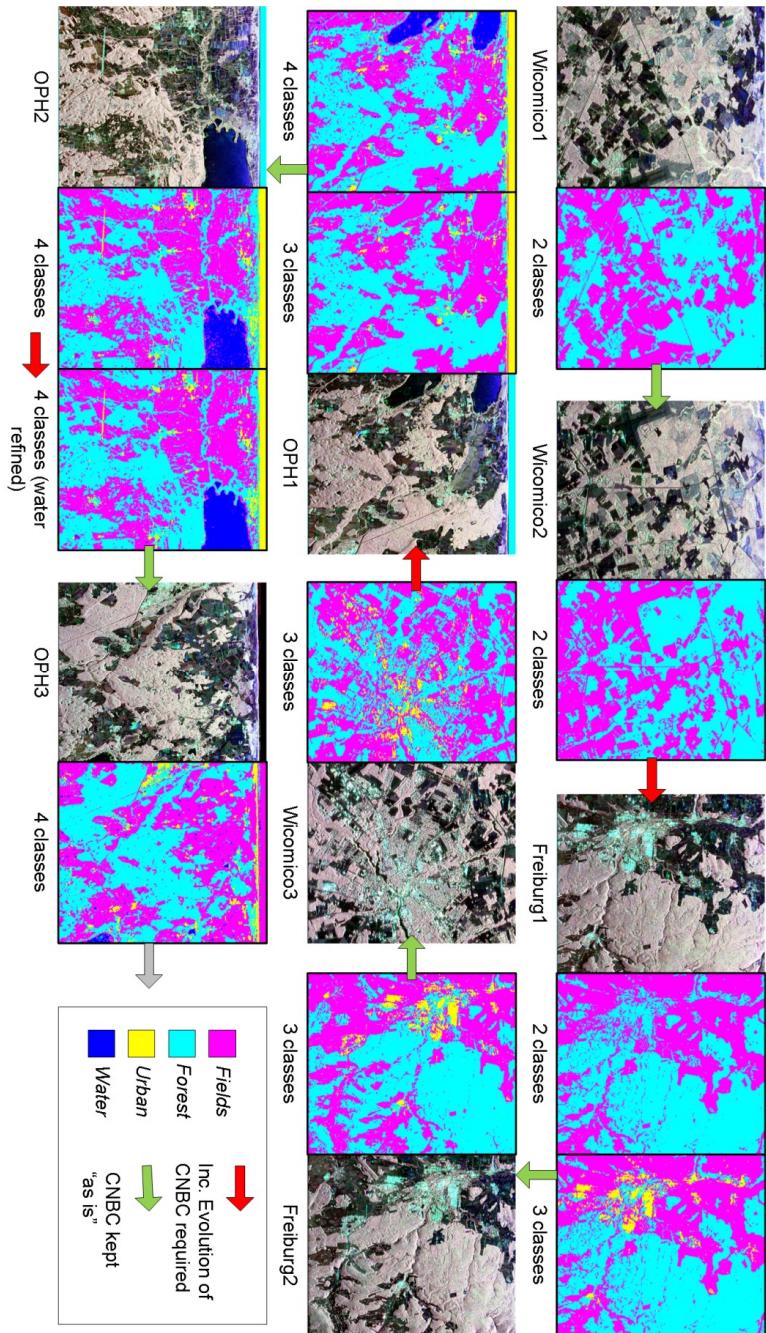 Wicomico1
2 classes
Wicomico2
2 classes
Freiburg1
2 classes
3 classes
4 classes
3 classes
OPH1
3 classes
Wicomico3
3 classes
Freiburg2
OPH2
4 classes
4 classes (water
refined)
OPH3
4 classes
Fields
Forest
Urban
Water
Inc. Evolution of
CNBC required
CNBC kept
“as is”